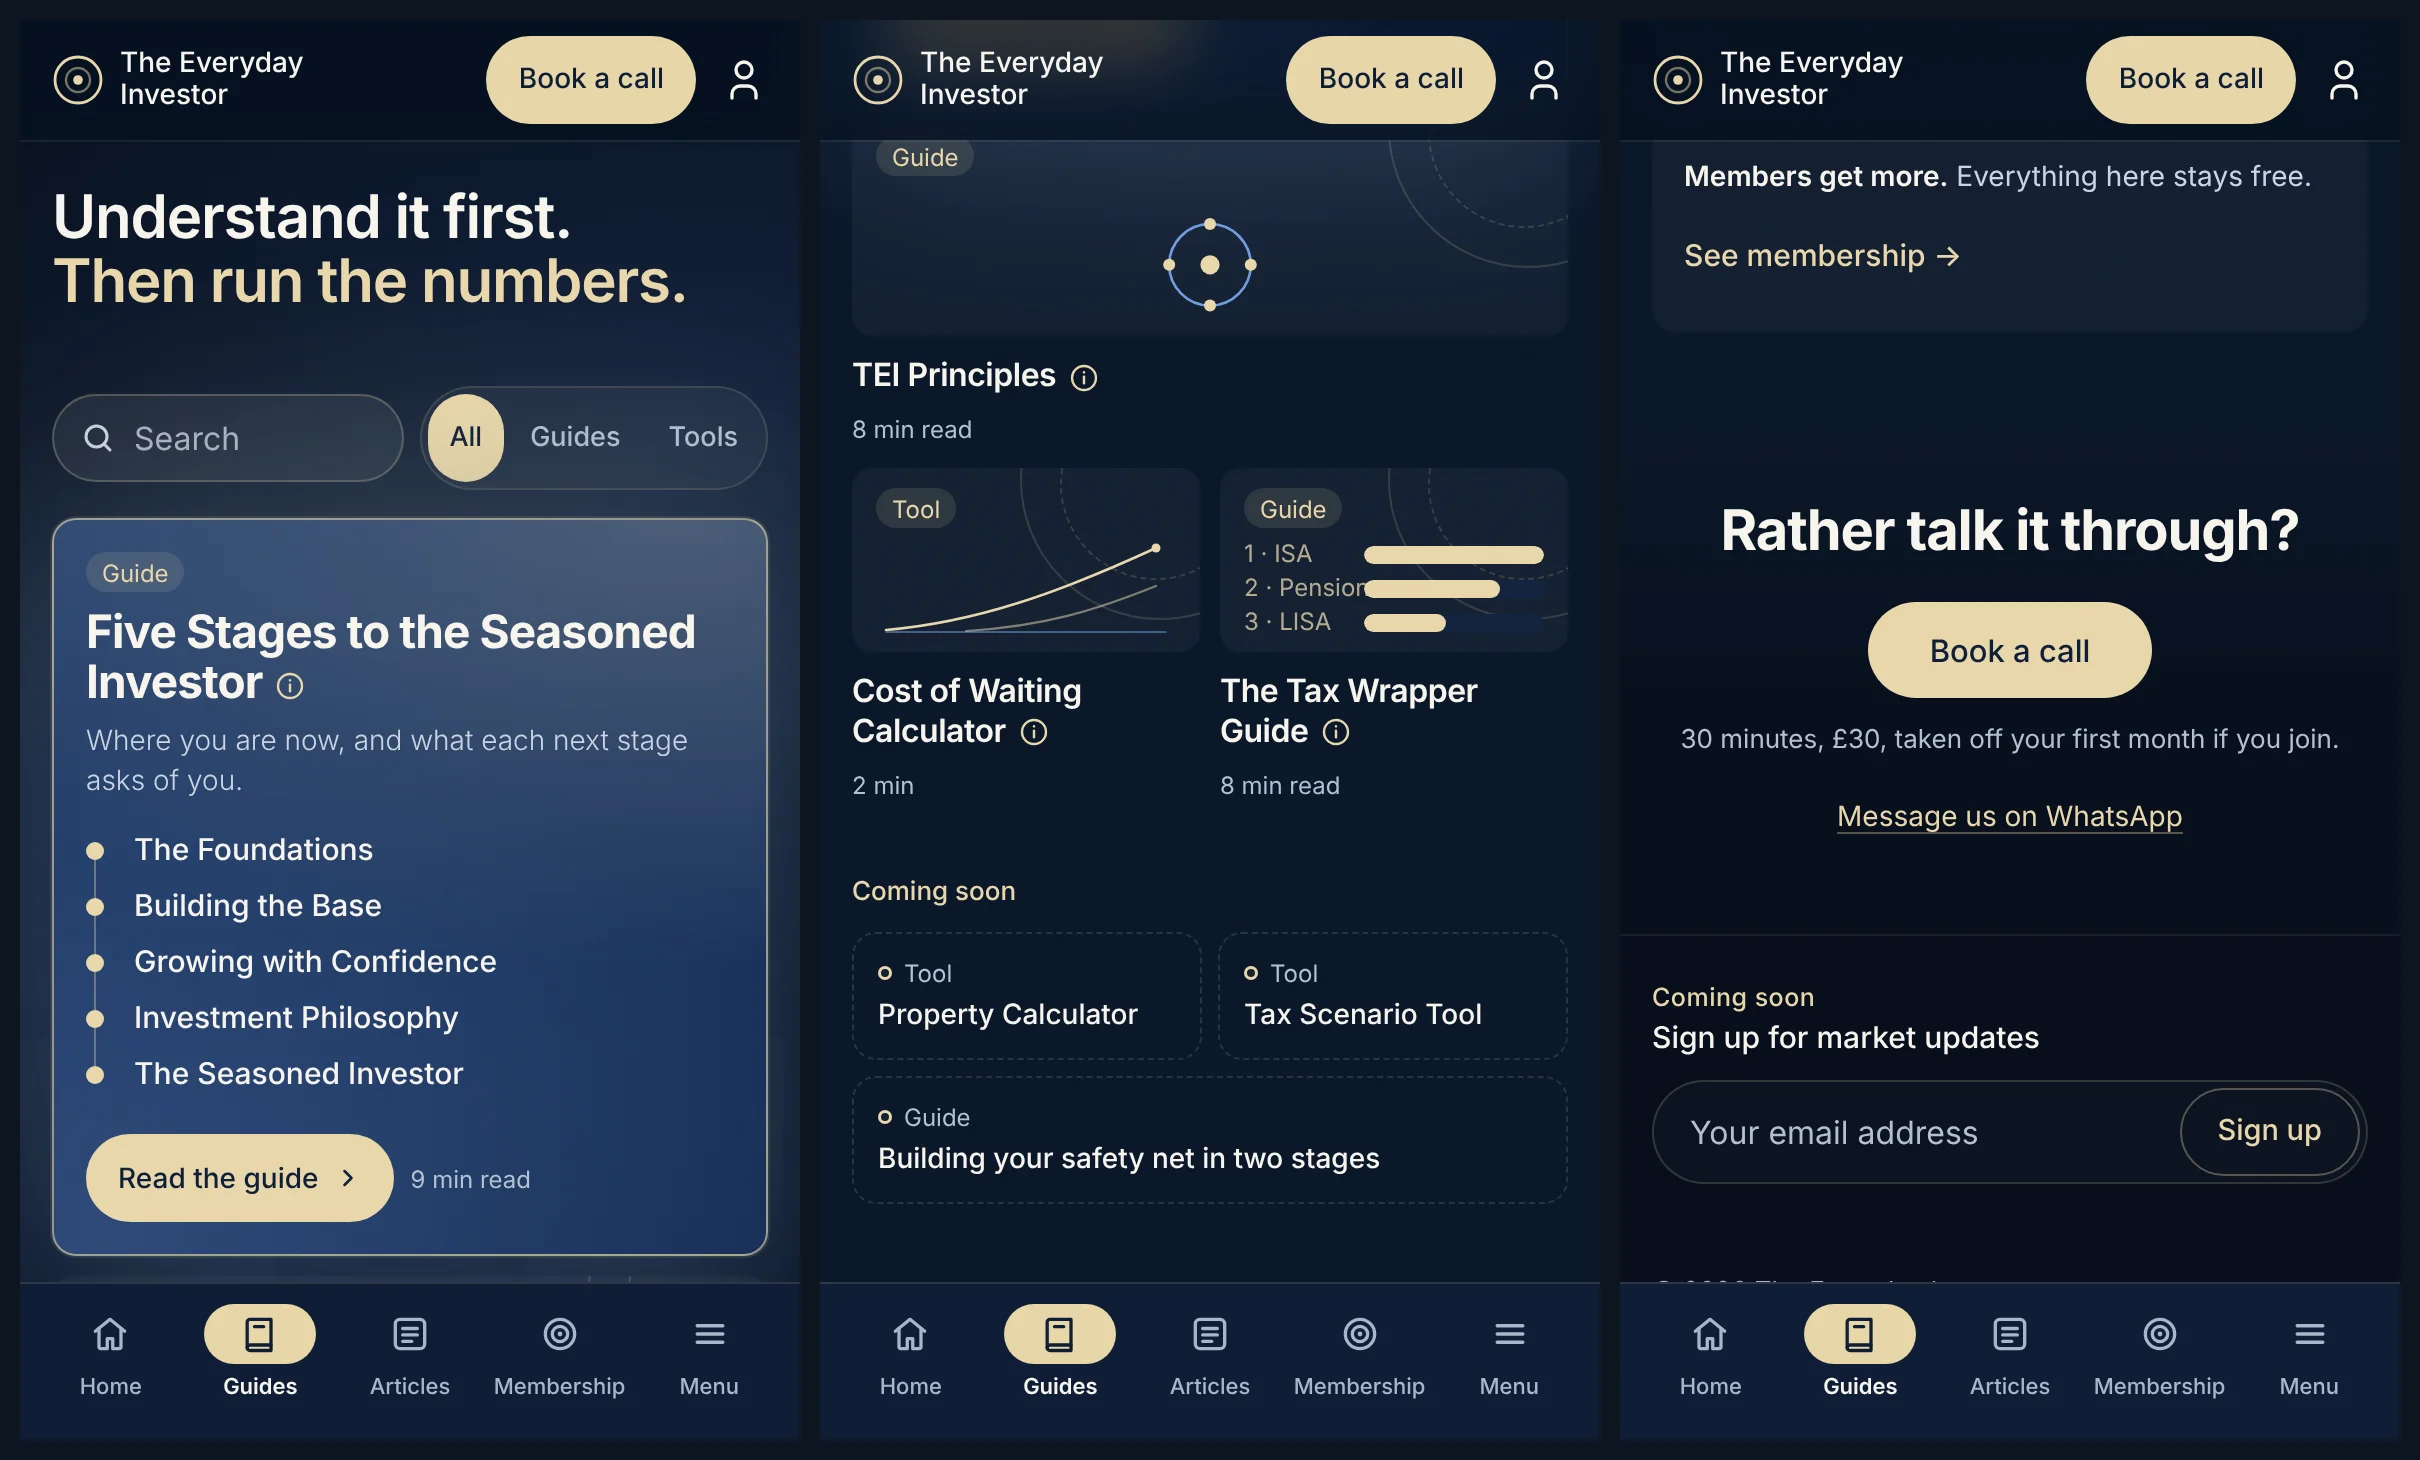 The Everyday
Investor
Book a call
Understand it first.
Then run the numbers.
Search
All
Guides
Tools
Guide
Five Stages to the Seasoned
Investor
Where you are now, and what each next stage
asks of you.
The Foundations
Building the Base
Growing with Confidence
Investment Philosophy
The Seasoned Investor
Read the guide
9 min read
Home
Guides
Articles
Membership
Menu
The Everyday
Investor
Book a call
Guide
TEI Principles
8 min read
Tool
Guide
1 · ISA
2 · Pension
3 · LISA
Cost of Waiting
Calculator
2 min
The Tax Wrapper
Guide
8 min read
Coming soon
Tool
Property Calculator
Tool
Tax Scenario Tool
Guide
Building your safety net in two stages
Home
Guides
Articles
Membership
Menu
The Everyday
Investor
Book a call
Members get more. Everything here stays free.
See membership →
Rather talk it through?
Book a call
30 minutes, £30, taken off your first month if you join.
Message us on WhatsApp
Coming soon
Sign up for market updates
Your email address
Sign up
Home
Guides
Articles
Membership
Menu